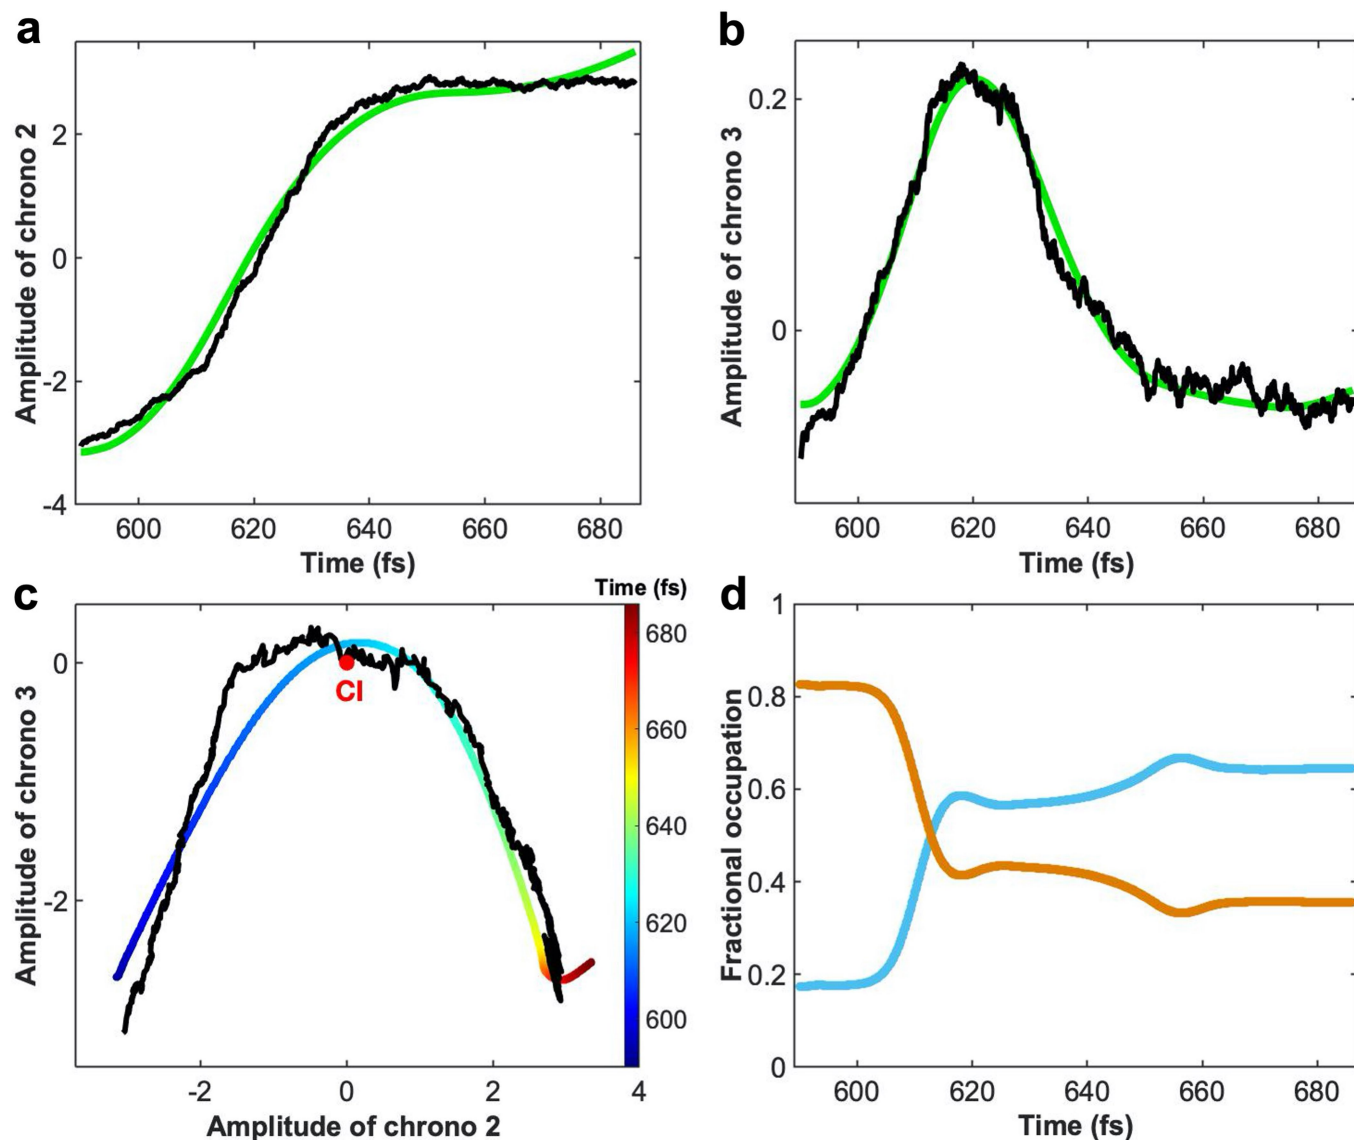 a
Amplitude of chrono 2
2
0
-2
-4
600 620 640 660 680
Time (fs)
b
Amplitude of chrono 3
0.2
0
600 620 640 660 680
Time (fs)
c
Time (fs)
Amplitude of chrono 3
0
-2
CI
680
660
640
620
600
-2 0 2 4
Amplitude of chrono 2
d
Fractional occupation
1
0.8
0.6
0.4
0.2
0
600 620 640 660 680
Time (fs)